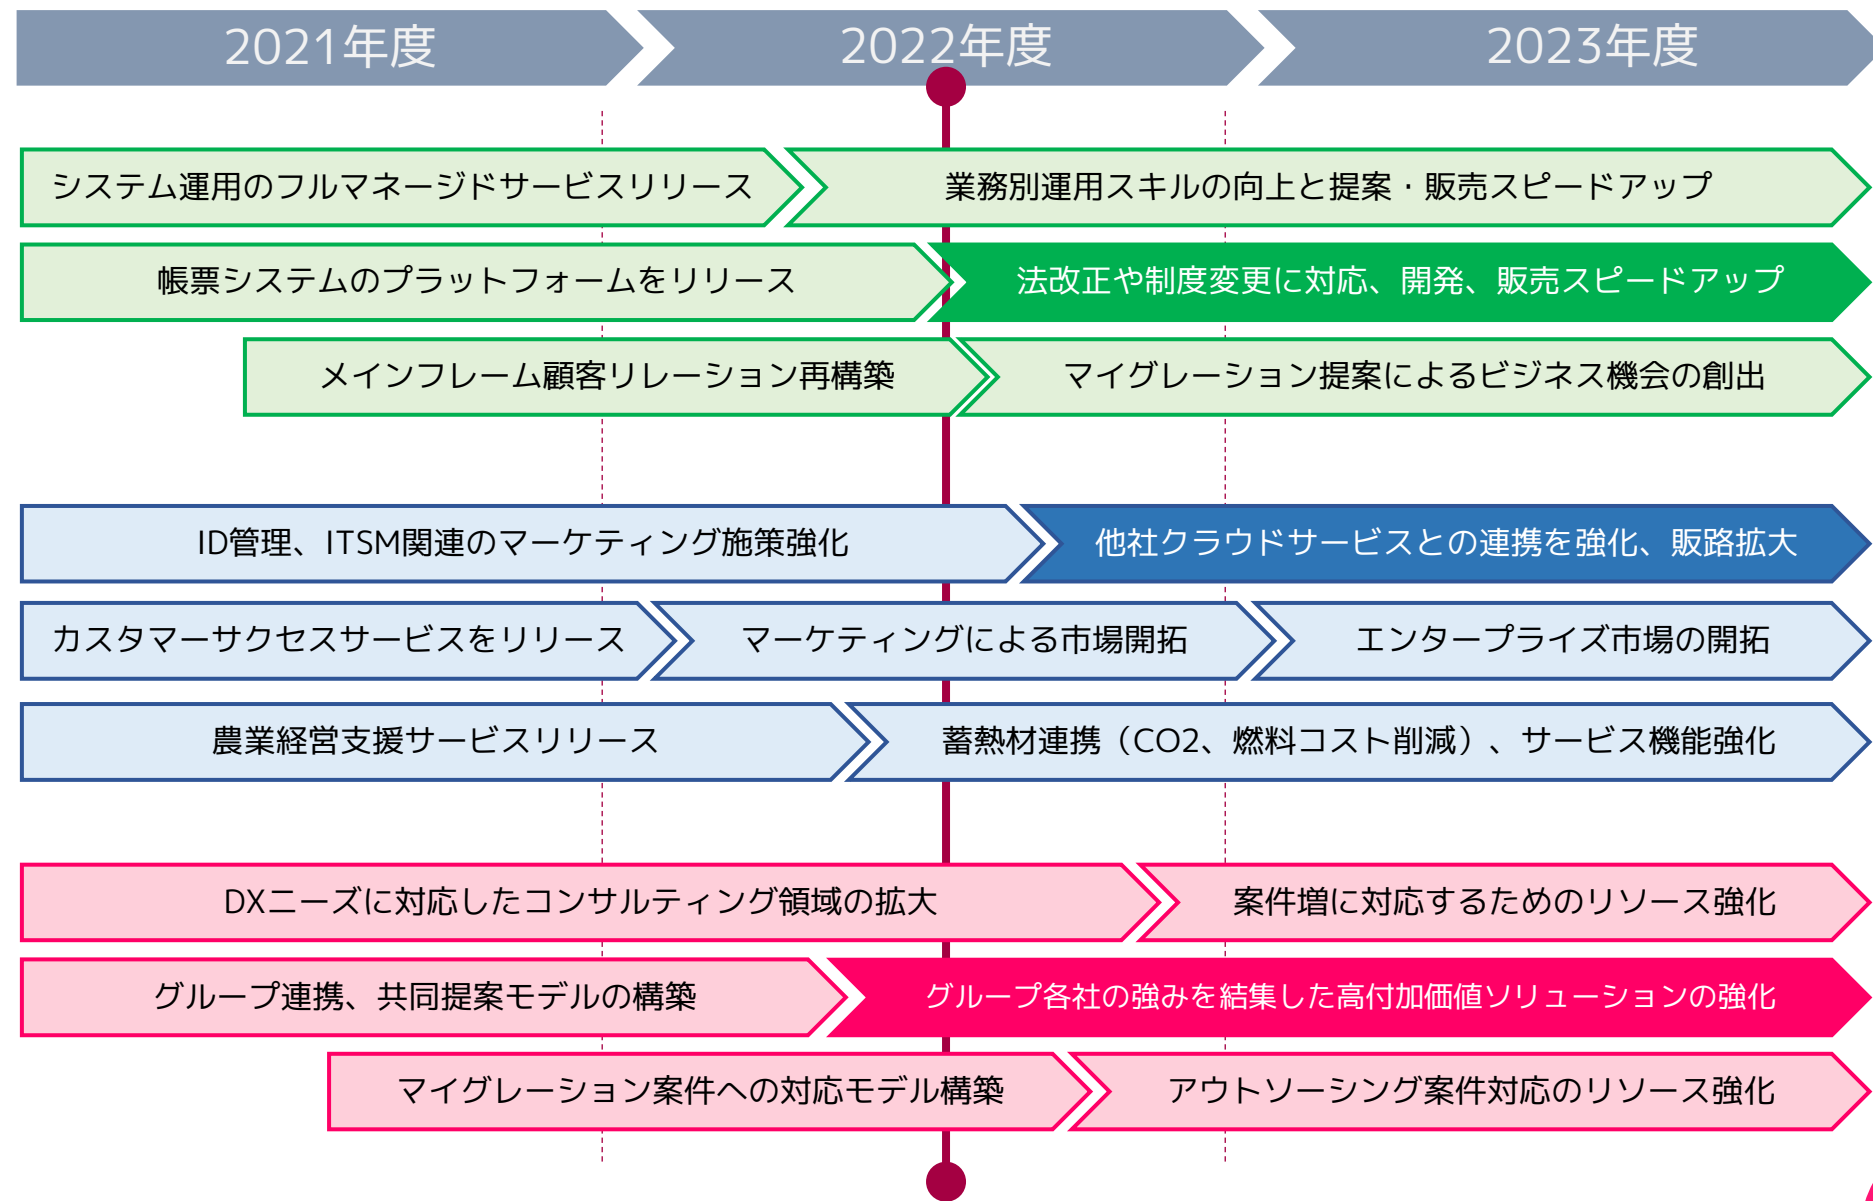 2021年度
2022年度
2023年度
システム運用のフルマネージドサービスリリース
業務別運用スキルの向上と提案・販売スピードアップ
帳票システムのプラットフォームをリリース
法改正や制度変更に対応、開発、販売スピードアップ
メインフレーム顧客リレーション再構築
マイグレーション提案によるビジネス機会の創出
ID管理、ITSM関連のマーケティング施策強化
他社クラウドサービスとの連携を強化、販路拡大
カスタマーサクセスサービスをリリース
マーケティングによる市場開拓
エンタープライズ市場の開拓
農業経営支援サービスリリース
蓄熱材連携（CO2、燃料コスト削減）、サービス機能強化
DXニーズに対応したコンサルティング領域の拡大
案件増に対応するためのリソース強化
グループ連携、共同提案モデルの構築
グループ各社の強みを結集した高付加価値ソリューションの強化
マイグレーション案件への対応モデル構築
アウトソーシング案件対応のリソース強化